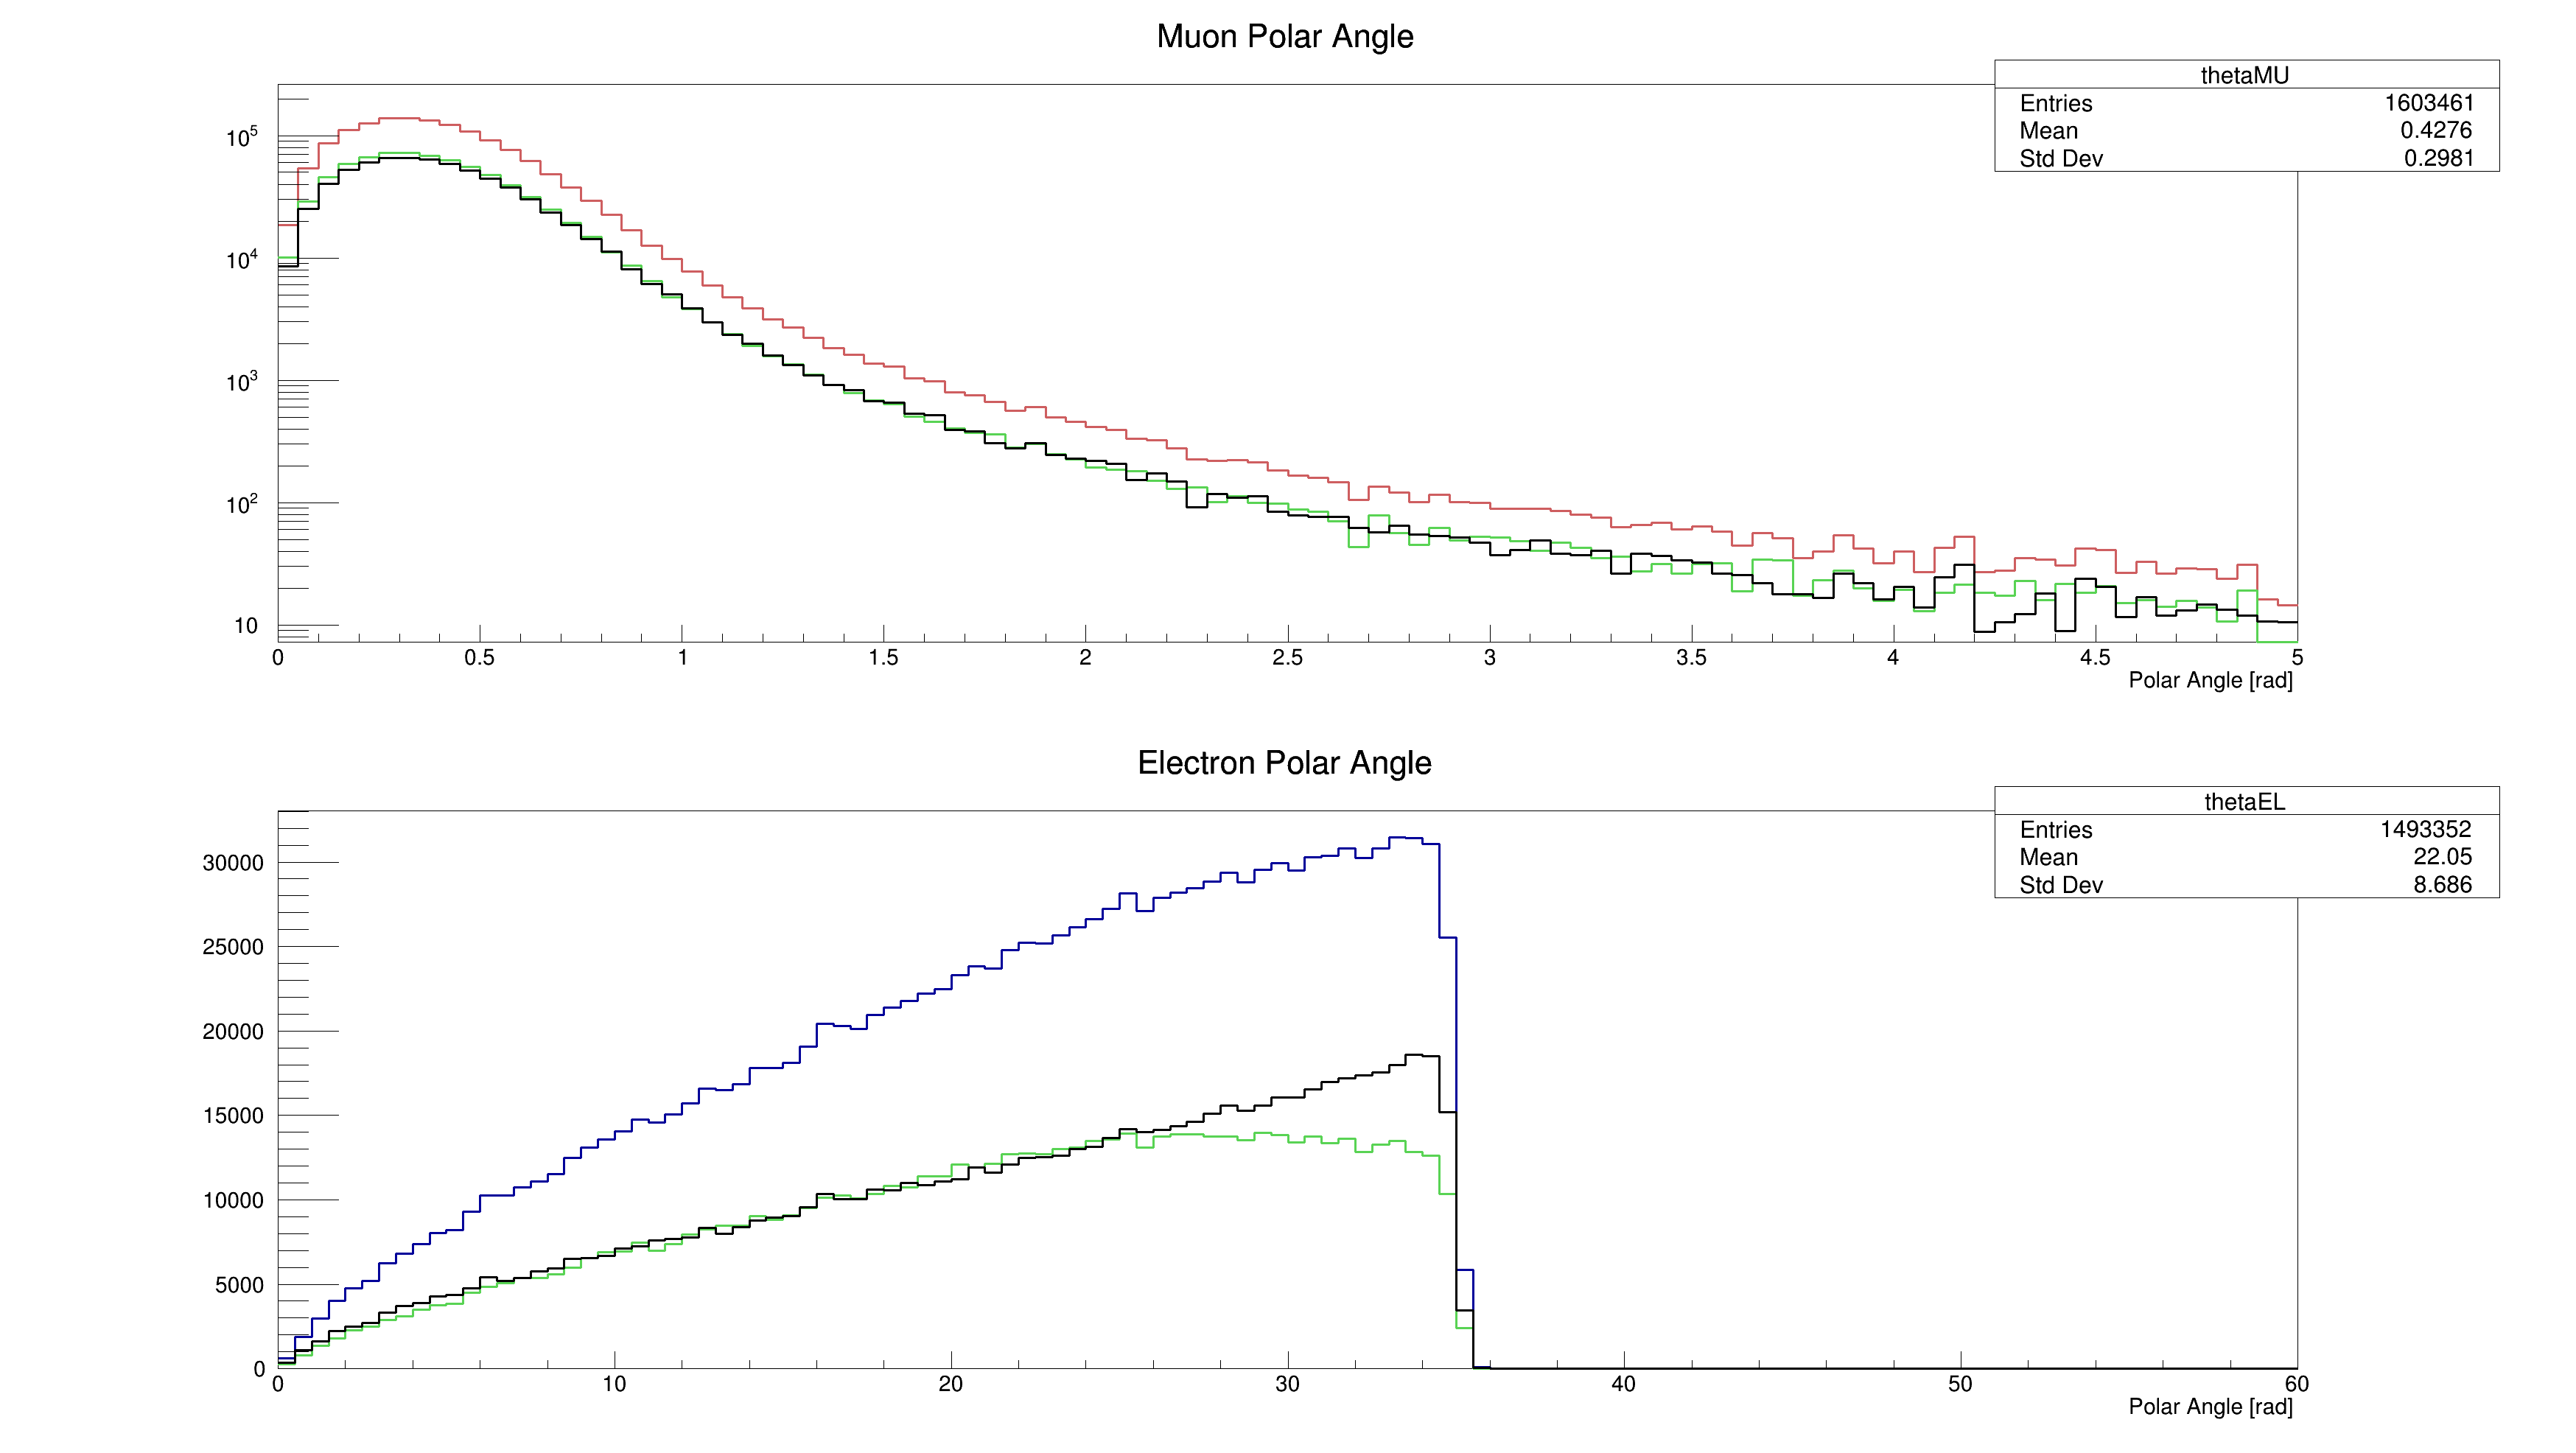 Muon Polar Angle
thetaMU
Entries 1603461
Mean 0.4276
Std Dev 0.2981
10^5
10^4
10^3
10^2
10
0 0.5 1 1.5 2 2.5 3 3.5 4 4.5 5
Polar Angle [rad]
Electron Polar Angle
thetaEL
Entries 1493352
Mean 22.05
Std Dev 8.686
30000
25000
20000
15000
10000
5000
0
0 10 20 30 40 50 60
Polar Angle [rad]